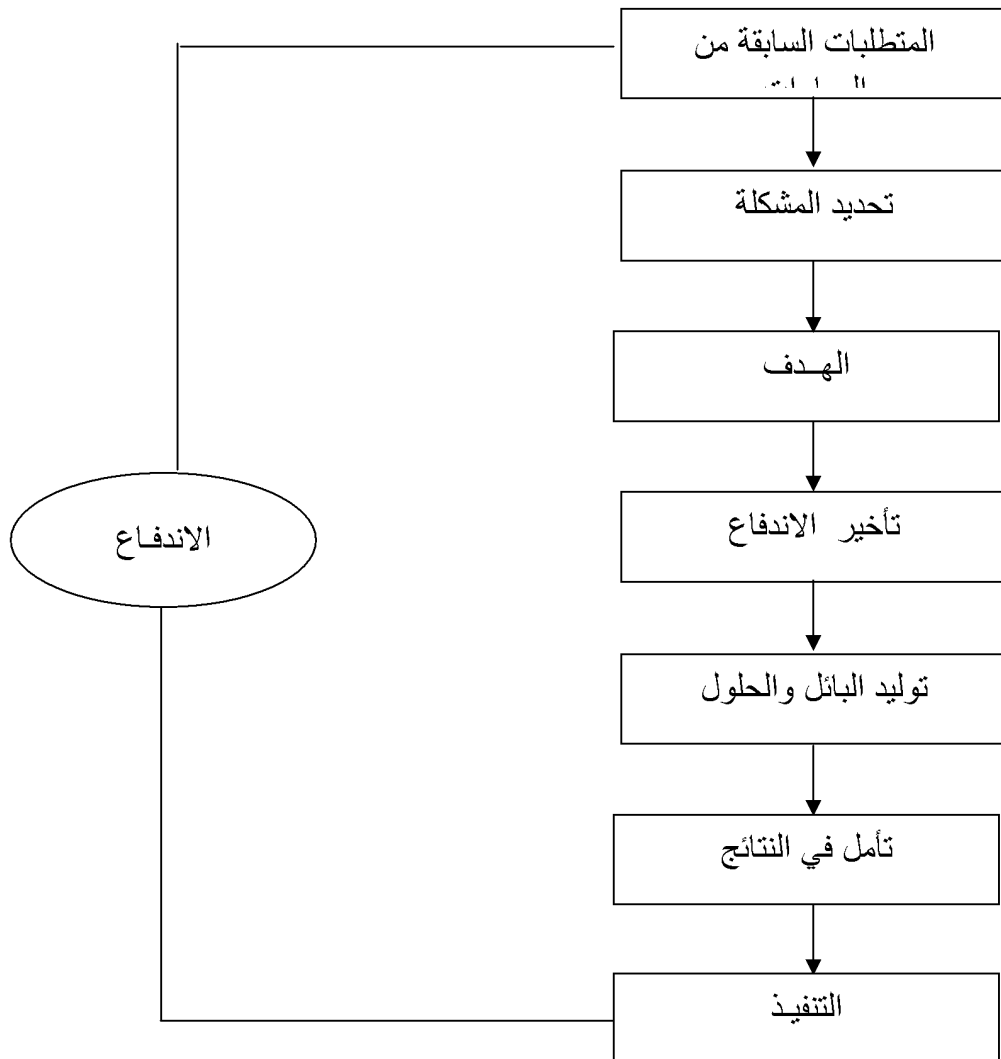 المتطلبات السابقة من
تحديد المشكلة
الهـدف
تأخير الاندفاع
الاندفـاع
توليد البائل والحلول
تأمل في النتائج
التنفيـذ